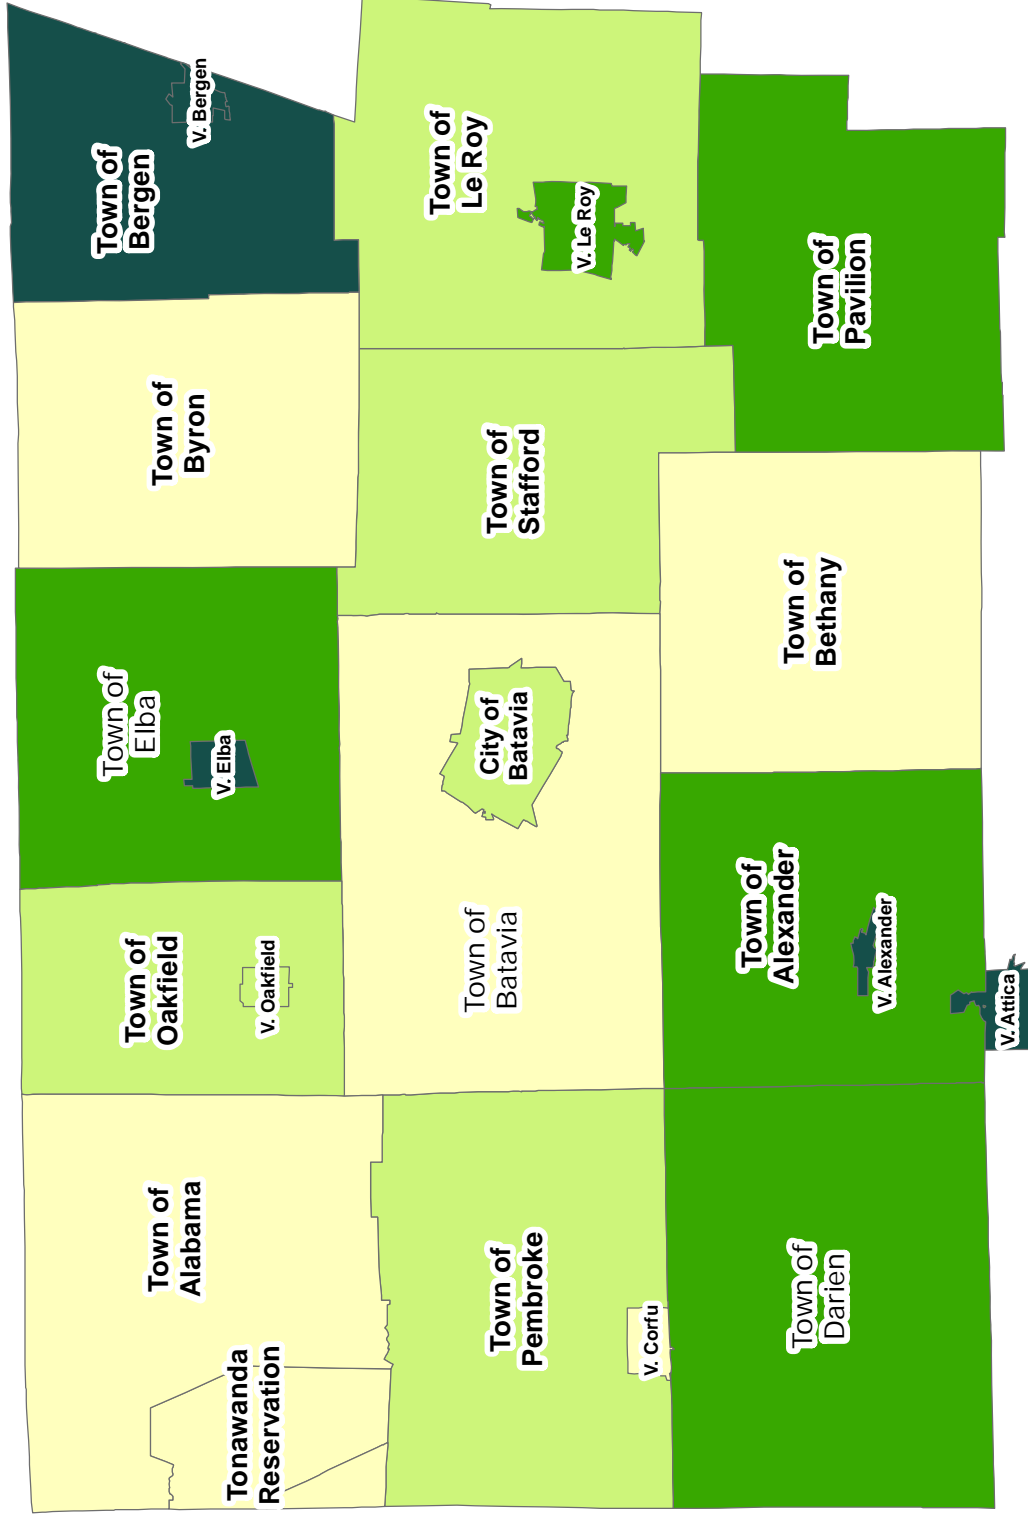 Town of
Alabama
Tonawanda
Reservation
Town of
Oakfield
V. Oakfield
Town of
Elba
V. Elba
Town of
Byron
Town of
Bergen
V. Bergen
Town of
Pembroke
V. Corfu
Town of
Batavia
City of
Batavia
Town of
Stafford
Town of
Le Roy
V. Le Roy
Town of
Darien
Town of
Alexander
V. Alexander
V. Attica
Town of
Bethany
Town of
Pavilion